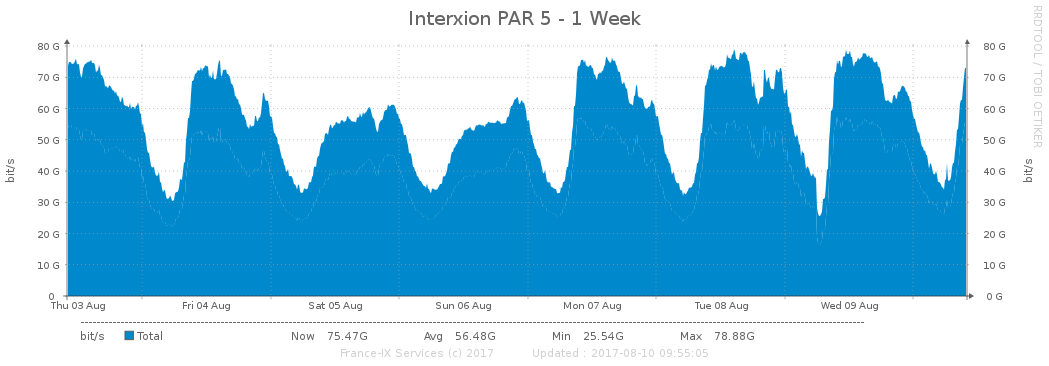 Interxion PAR 5 - 1 Week
RRDTOOL / TOBI OETIKER
80 G 80 G
70 G 70 G
60 G 60 G
50 G 50 G
40 G 40 G
30 G 30 G
20 G 20 G
10 G 10 G
0 0 G
bit/s
bit/s
Thu 03 Aug Fri 04 Aug Sat 05 Aug Sun 06 Aug Mon 07 Aug Tue 08 Aug Wed 09 Aug
bit/s Total Now 75.47G Avg 56.48G Min 25.54G Max 78.88G
France-IX Services (c) 2017 Updated : 2017-08-10 09:55:05